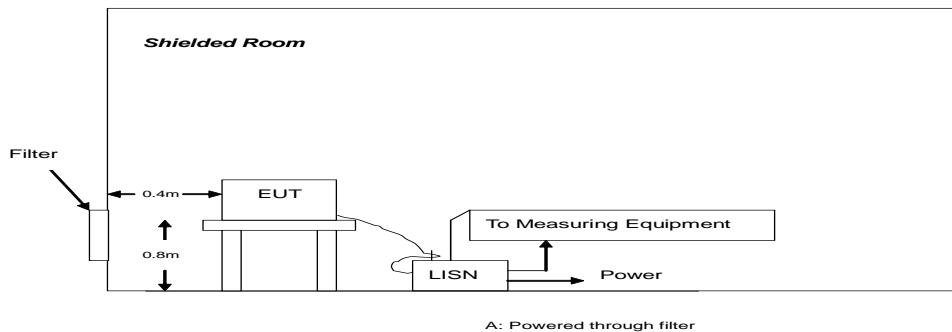 Shielded Room
Filter
0.4m
EUT
To Measuring Equipment
0.8m
LISN
Power
A: Powered through filter